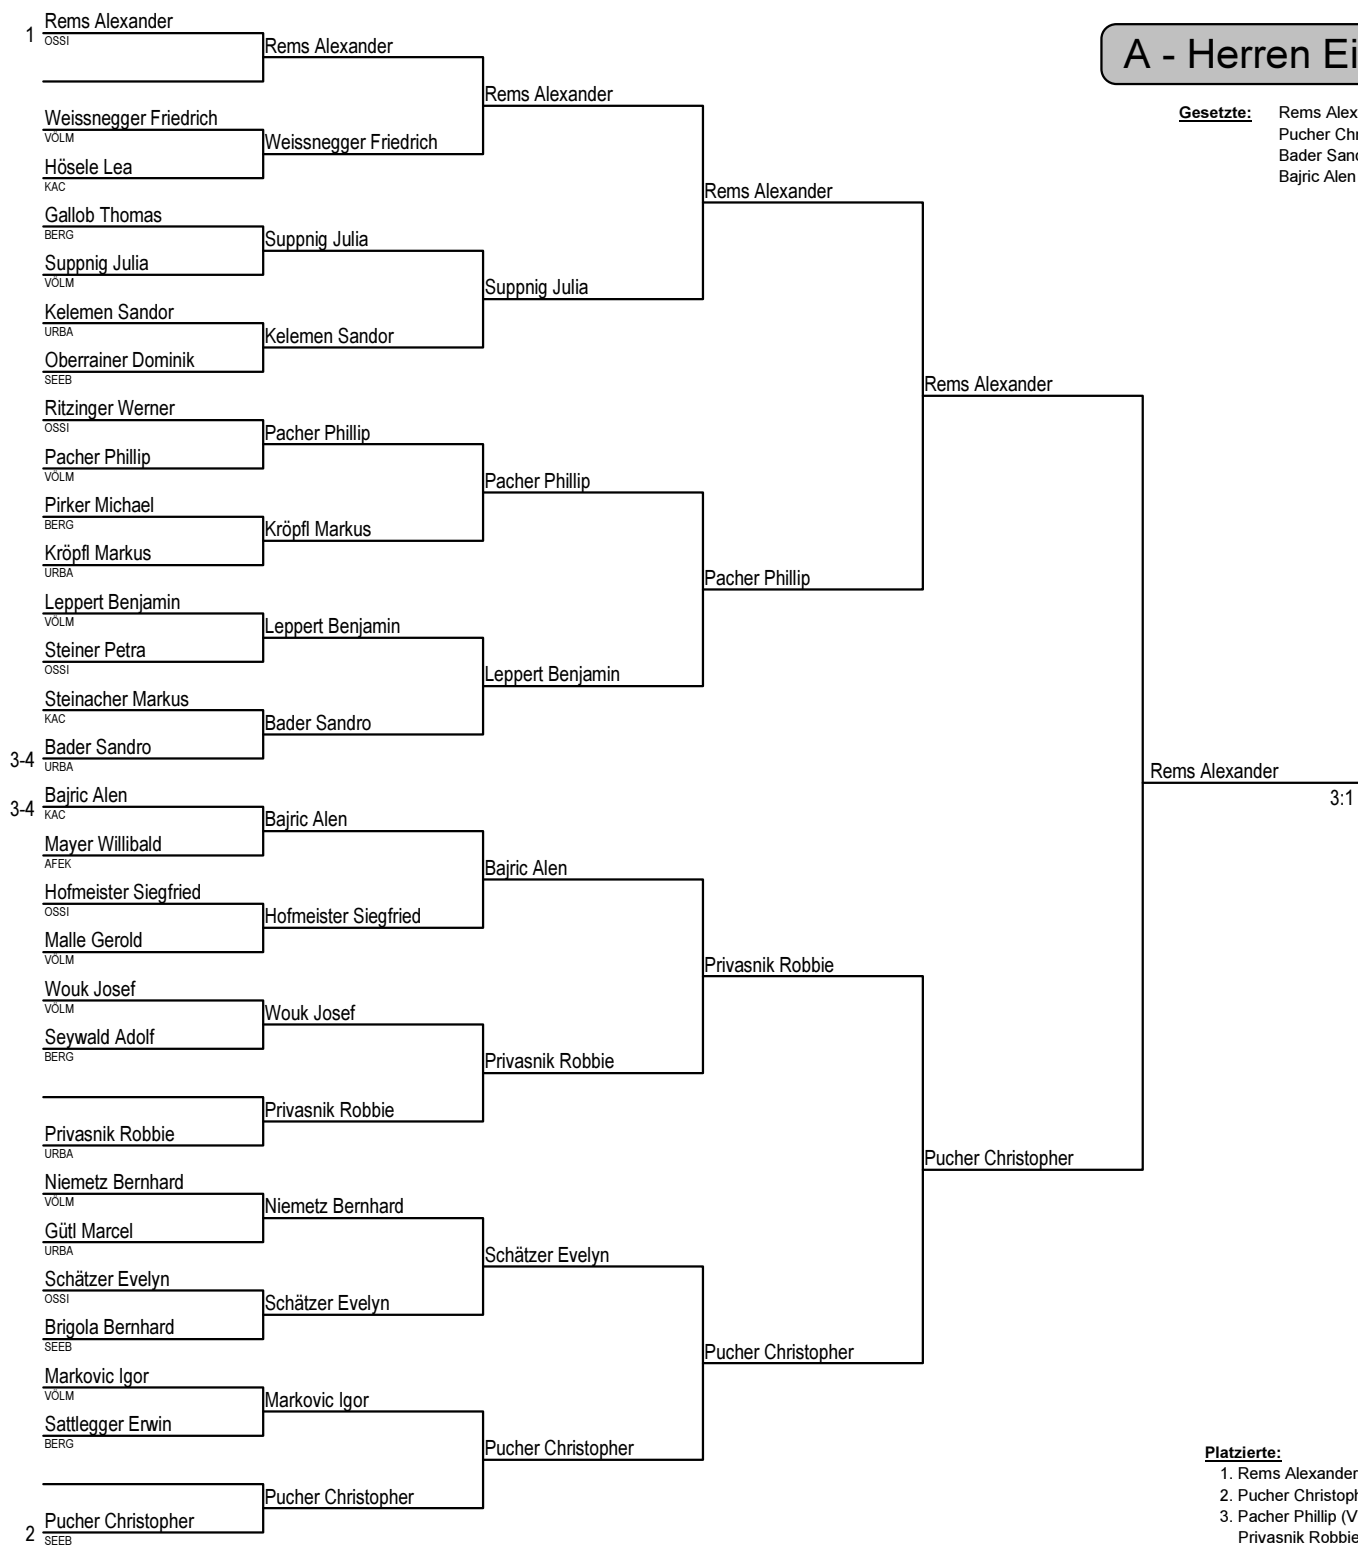 A - Herren Ei
Gesetzte: Rems Alex
Pucher Chr
Bader Sand
Bajric Alen
1 Rems Alexander
OSSI
Weissnegger Friedrich
VÖLM
Hösele Lea
KAC
Gallob Thomas
BERG
Suppnig Julia
VÖLM
Kelemen Sandor
URBA
Oberrainer Dominik
SEEB
Ritzinger Werner
OSSI
Pacher Phillip
VÖLM
Pirker Michael
BERG
Kröpfl Markus
URBA
Leppert Benjamin
VÖLM
Steiner Petra
OSSI
Steinacher Markus
KAC
3-4 Bader Sandro
URBA
3-4 Bajric Alen
KAC
Mayer Willibald
AFEK
Hofmeister Siegfried
OSSI
Malle Gerold
VÖLM
Wouk Josef
VÖLM
Seywald Adolf
BERG
Privasnik Robbie
URBA
Niemetz Bernhard
VÖLM
Gütl Marcel
URBA
Schätzer Evelyn
OSSI
Brigola Bernhard
SEEB
Markovic Igor
VÖLM
Sattlegger Erwin
BERG
2 Pucher Christopher
SEEB
Rems Alexander
Weissnegger Friedrich
Suppnig Julia
Kelemen Sandor
Pacher Phillip
Kröpfl Markus
Leppert Benjamin
Bader Sandro
Bajric Alen
Hofmeister Siegfried
Wouk Josef
Privasnik Robbie
Niemetz Bernhard
Schätzer Evelyn
Markovic Igor
Pucher Christopher
Rems Alexander
Suppnig Julia
Pacher Phillip
Leppert Benjamin
Bajric Alen
Privasnik Robbie
Schätzer Evelyn
Pucher Christopher
Rems Alexander
Pacher Phillip
Privasnik Robbie
Pucher Christopher
Rems Alexander
Pucher Christopher
Rems Alexander
3:1
Platzierte:
1. Rems Alexander
2. Pucher Christoph
3. Pacher Phillip (V
Privasnik Robbie